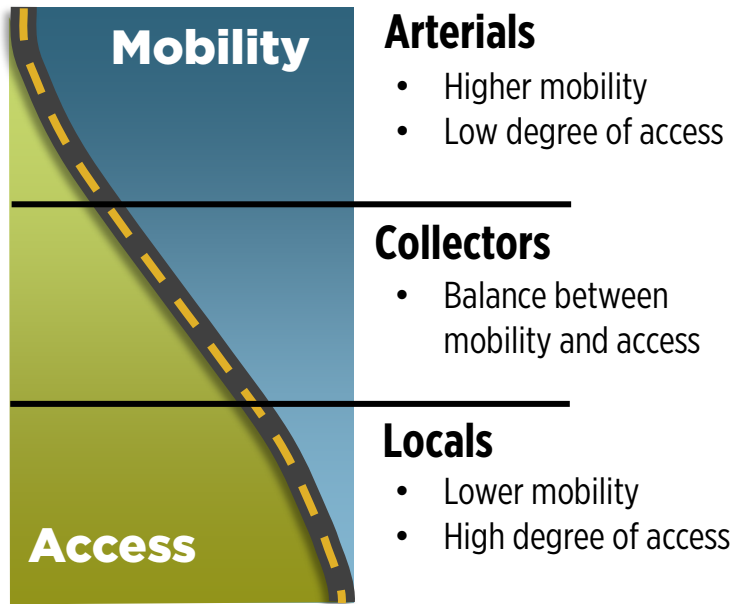 Mobility
Arterials
• Higher mobility
• Low degree of access
Collectors
• Balance between
mobility and access
Locals
• Lower mobility
• High degree of access
Access